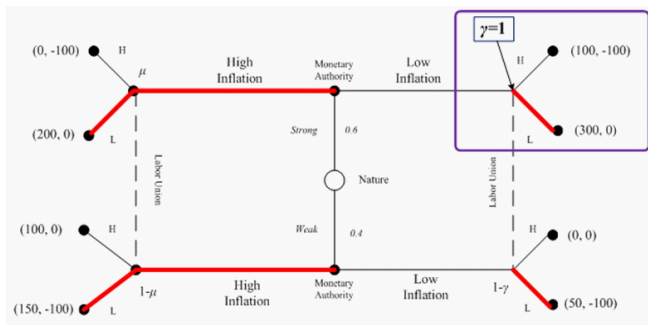 γ=1
(0, -100)
H
μ
High
Inflation
Monetary
Authority
Low
Inflation
H
(100, -100)
(200, 0)
L
Strong
0.6
L
(300, 0)
Labor Union
Nature
Labor Union
(100, 0)
H
Weak
0.4
H
(0, 0)
1-μ
High
Inflation
Monetary
Authority
Low
Inflation
1-γ
(150, -100)
L
L
(50, -100)